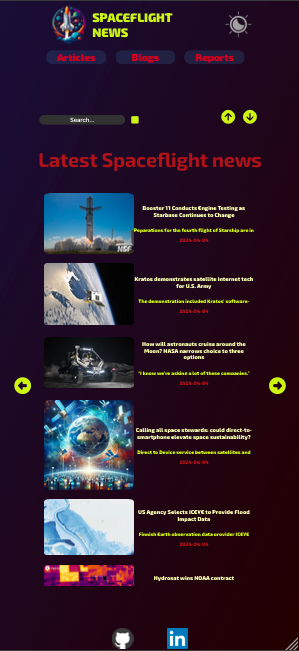 SPACEFLIGHT
NEWS
Articles
Blogs
Reports
Search...
Latest Spaceflight news
Booster 11 Conducts Engine Testing as
Starbase Continues to Change
Preparations for the fourth flight of Starship are in
2024-04-04
NSF
Kratos demonstrates satellite internet tech
for U.S. Army
The demonstration included Kratos' software-
2024-04-04
How will astronauts cruise around the
Moon? NASA narrows choice to three
options
"I know we're asking a lot of these companies."
2024-04-04
Calling all space stewards: could direct-to-
smartphone elevate space sustainability?
Direct to Device service between satellites and
2024-04-04
US Agency Selects ICEYE to Provide Flood
Impact Data
Finnish Earth observation data provider ICEYE
2024-04-04
Hydrosat wins NOAA contract
in